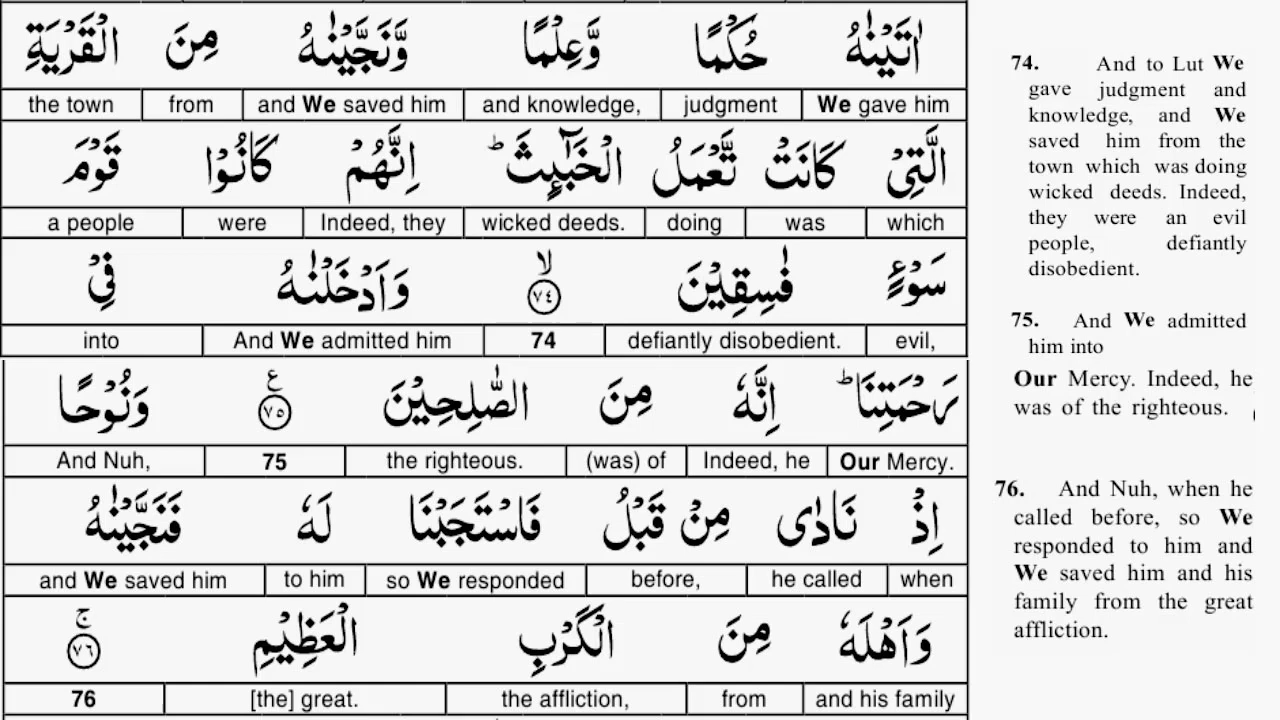 اٰتَيْنٰهُ حُكْمًا وَّعِلْمًا وَّنَجَّيْنٰهُ مِنَ الْقَرْيَةِ
the town from and We saved him and knowledge, judgment We gave him
الَّتِيْ كَانَتْ تَّعْمَلُ الْخَبٰٓئِثَ ؕ اِنَّهُمْ كَانُوْا قَوْمَ
a people were Indeed, they wicked deeds. doing was which
سَوْءٍ فٰسِقِيْنَ ۙ ٧٤ وَاَدْخَلْنٰهُ فِيْ
into And We admitted him 74 defiantly disobedient. evil,
رَحْمَتِنَا ؕ اِنَّهٗ مِنَ الصّٰلِحِيْنَ ع ٧٥ وَنُوْحًا
And Nuh, 75 the righteous. (was) of Indeed, he Our Mercy.
اِذْ نَادٰى مِنْ قَبْلُ فَاسْتَجَبْنَا لَهٗ فَنَجَّيْنٰهُ
and We saved him to him so We responded before, he called when
وَاَهْلَهٗ مِنَ الْكَرْبِ الْعَظِيْمِ ۚ ٧٦
76 [the] great. the affliction, from and his family
74. And to Lut We
gave judgment and
knowledge, and We
saved him from the
town which was doing
wicked deeds. Indeed,
they were an evil
people, defiantly
disobedient.
75. And We admitted
him into
Our Mercy. Indeed, he
was of the righteous.
76. And Nuh, when he
called before, so We
responded to him and
We saved him and his
family from the great
affliction.